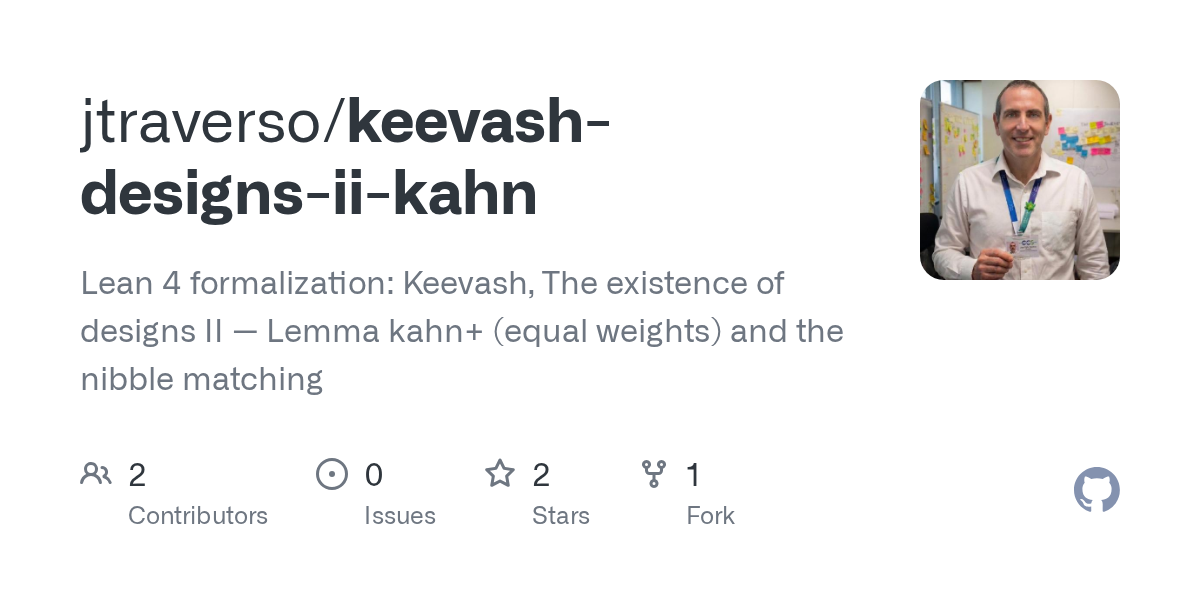 jtraverso/keevash-
designs-ii-kahn
Lean 4 formalization: Keevash, The existence of
designs II — Lemma kahn+ (equal weights) and the
nibble matching
2 0 2 1
Contributors Issues Stars Fork